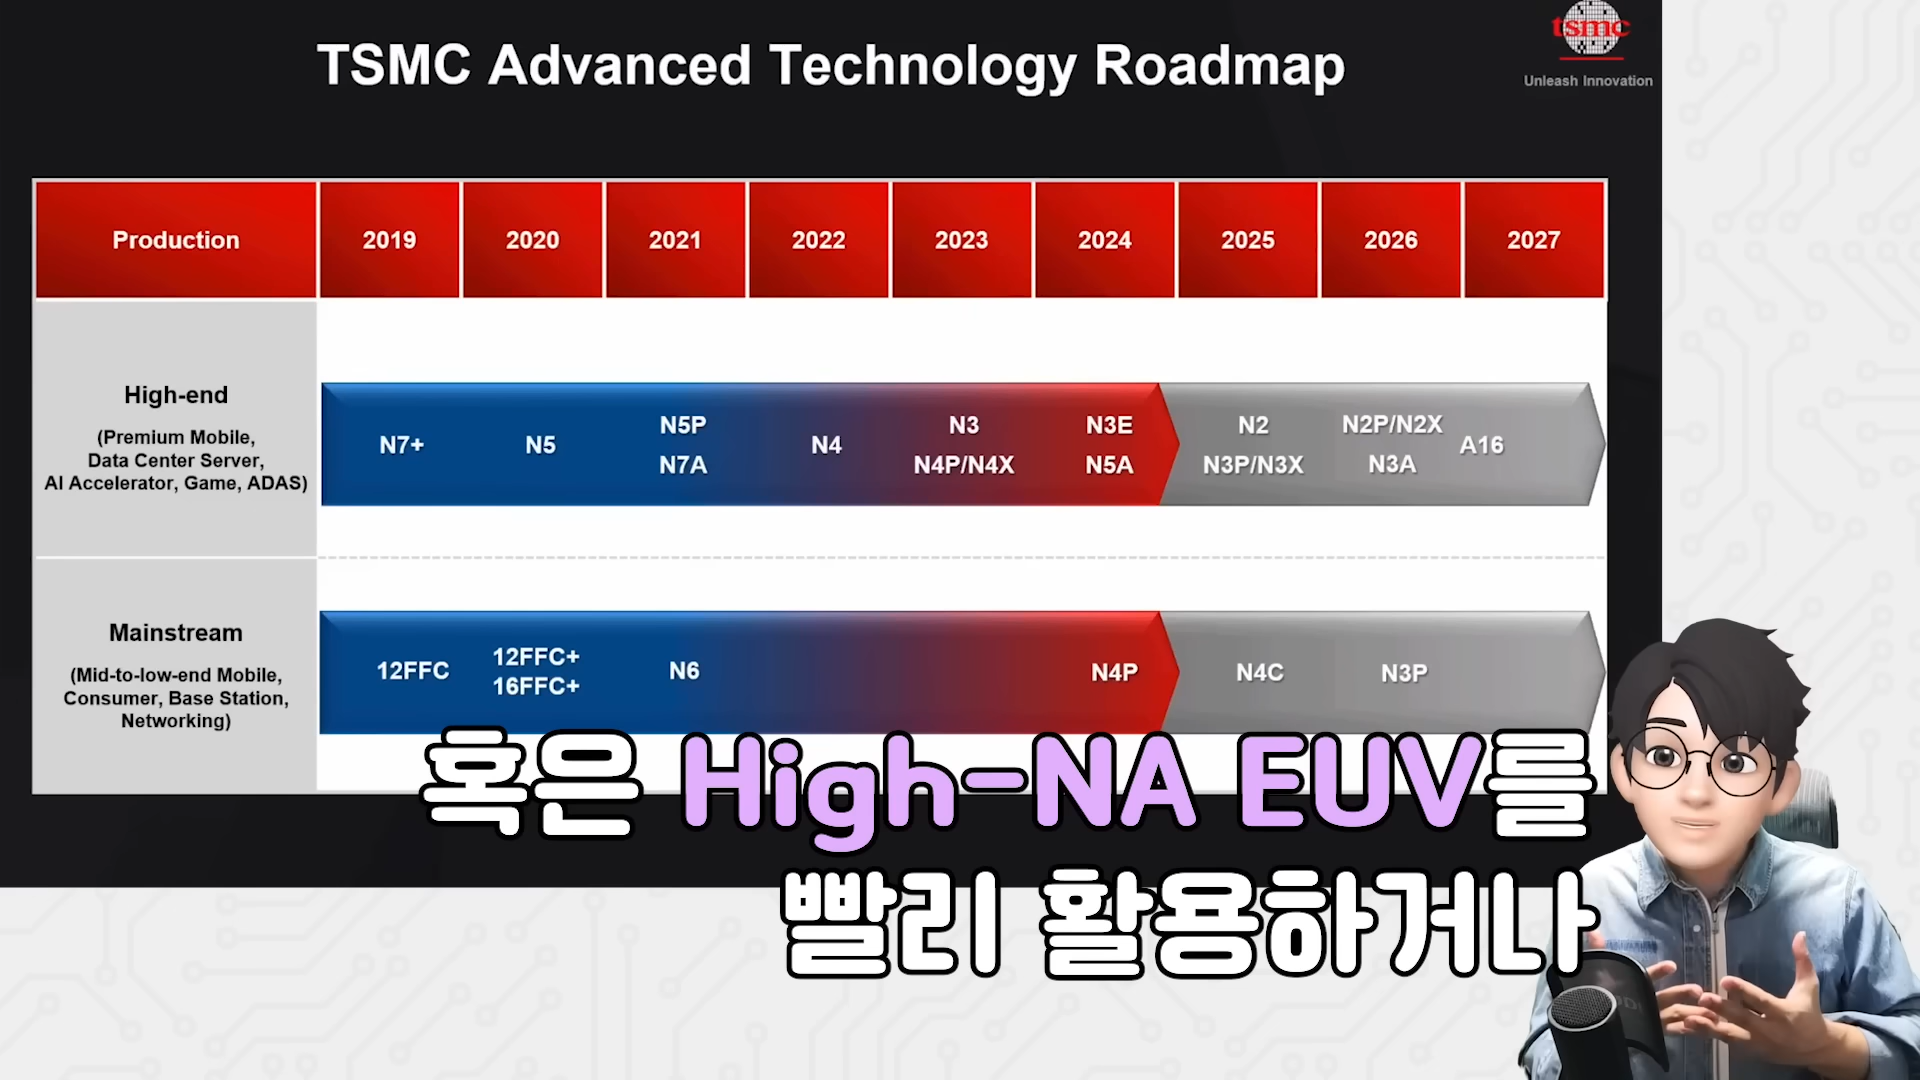 TSMC Advanced Technology Roadmap
tsmc
Unleash Innovation
Production 2019 2020 2021 2022 2023 2024 2025 2026 2027
High-end
(Premium Mobile,
Data Center Server,
AI Accelerator, Game, ADAS)
N7+
N5
N5P
N7A
N4
N3
N4P/N4X
N3E
N5A
N2
N3P/N3X
N2P/N2X
N3A
A16
Mainstream
(Mid-to-low-end Mobile,
Consumer, Base Station,
Networking)
12FFC
12FFC+
16FFC+
N6
N4P
N4C
N3P
혹은 High-NA EUV를
빨리 활용하거나